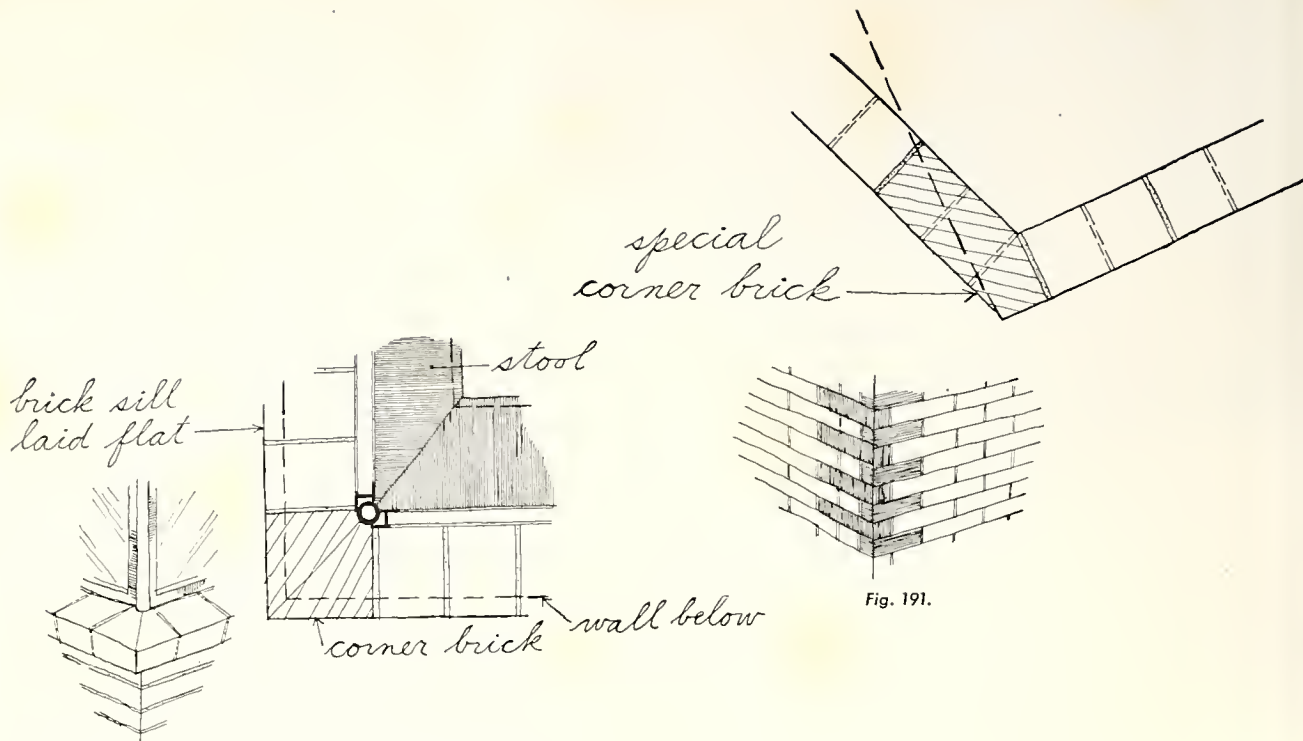 special
corner brick
stool
brick sill
laid flat
wall below
corner brick
Fig. 191.